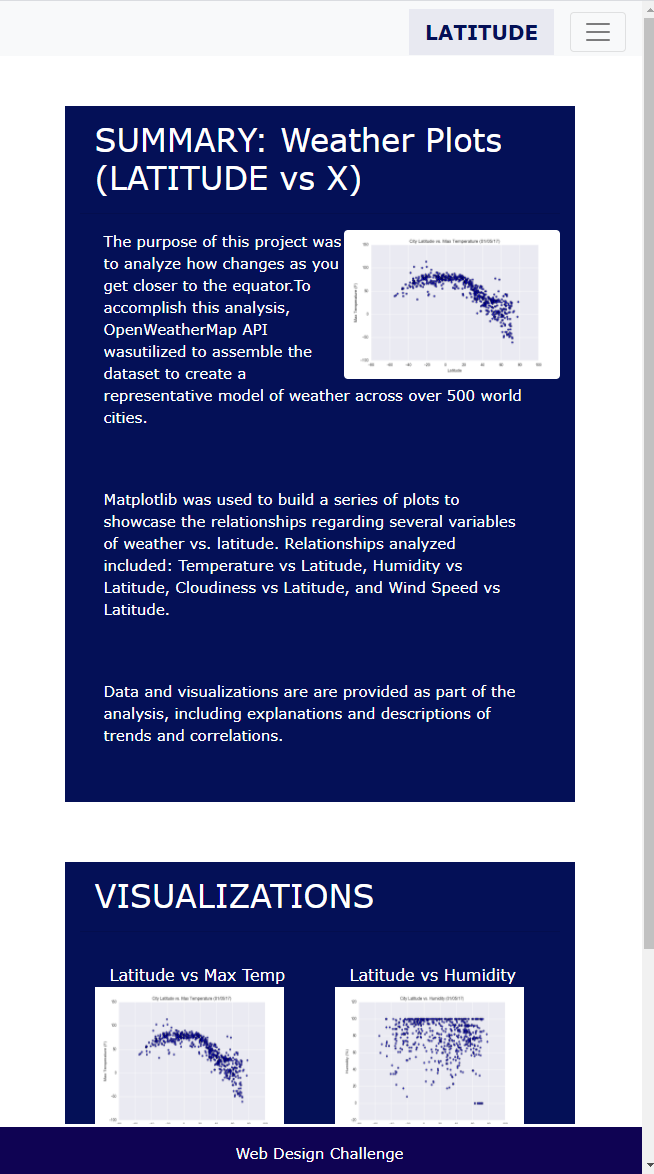 LATITUDE
SUMMARY: Weather Plots
(LATITUDE vs X)
The purpose of this project was
to analyze how changes as you
get closer to the equator.To
accomplish this analysis,
OpenWeatherMap API
wasutilized to assemble the
dataset to create a
representative model of weather across over 500 world
cities.
City Latitude vs. Max Temperature (01/05/17)
Max Temperature (F)
Latitude
Matplotlib was used to build a series of plots to
showcase the relationships regarding several variables
of weather vs. latitude. Relationships analyzed
included: Temperature vs Latitude, Humidity vs
Latitude, Cloudiness vs Latitude, and Wind Speed vs
Latitude.
Data and visualizations are are provided as part of the
analysis, including explanations and descriptions of
trends and correlations.
VISUALIZATIONS
Latitude vs Max Temp
City Latitude vs. Max Temperature (01/05/17)
Max Temperature (F)
Latitude vs Humidity
City Latitude vs. Humidity (01/05/17)
Humidity (%)
Web Design Challenge